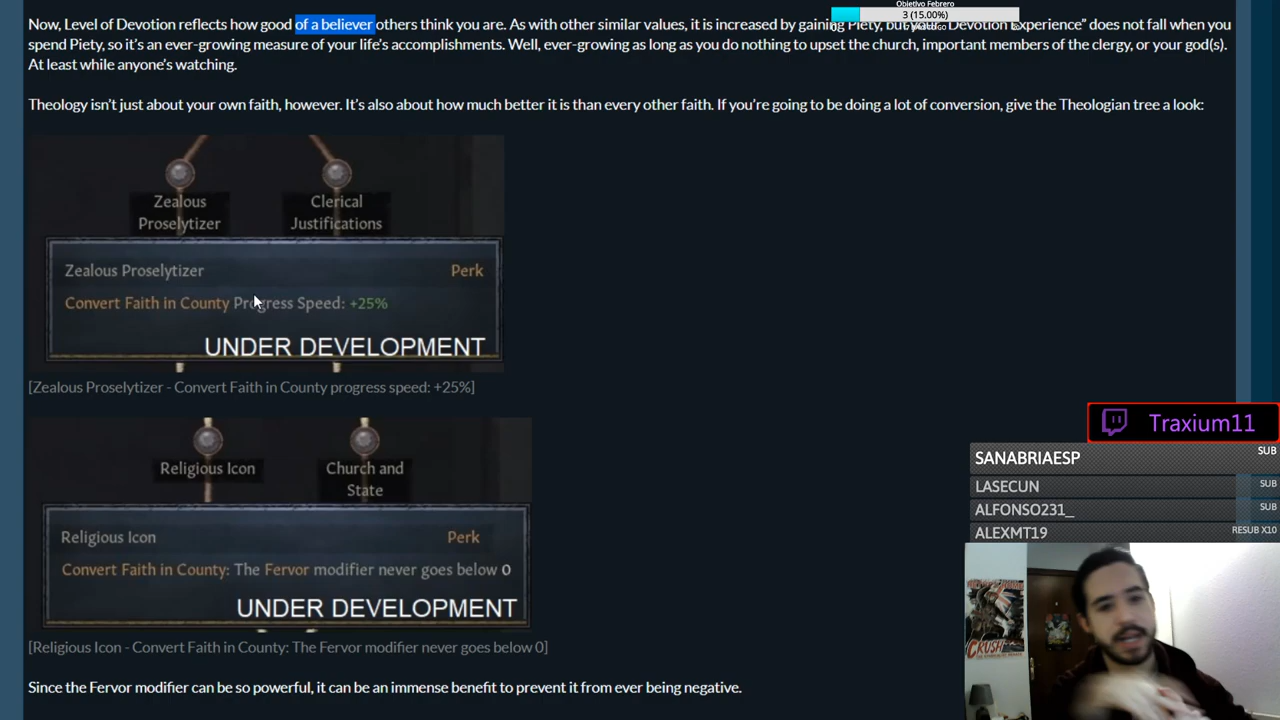 Objetivo Febrero
3 (15.00%)
Now, Level of Devotion reflects how good of a believer others think you are. As with other similar values, it is increased by gaining Piety, but your "Devotion Experience" does not fall when you
spend Piety, so it's an ever-growing measure of your life's accomplishments. Well, ever-growing as long as you do nothing to upset the church, important members of the clergy, or your god(s).
At least while anyone's watching.
Theology isn't just about your own faith, however. It's also about how much better it is than every other faith. If you're going to be doing a lot of conversion, give the Theologian tree a look:
Zealous Proselytizer
Clerical Justifications
Zealous Proselytizer Perk
Convert Faith in County Progress Speed: +25%
UNDER DEVELOPMENT
[Zealous Proselytizer - Convert Faith in County progress speed: +25%]
Religious Icon
Church and State
Religious Icon Perk
Convert Faith in County: The Fervor modifier never goes below 0
UNDER DEVELOPMENT
[Religious Icon - Convert Faith in County: The Fervor modifier never goes below 0]
Since the Fervor modifier can be so powerful, it can be an immense benefit to prevent it from ever being negative.
Traxium11
SANABRIAESP SUB
LASECUN SUB
ALFONSO231_ SUB
ALEXMT19 RESUB X10
CRUSH